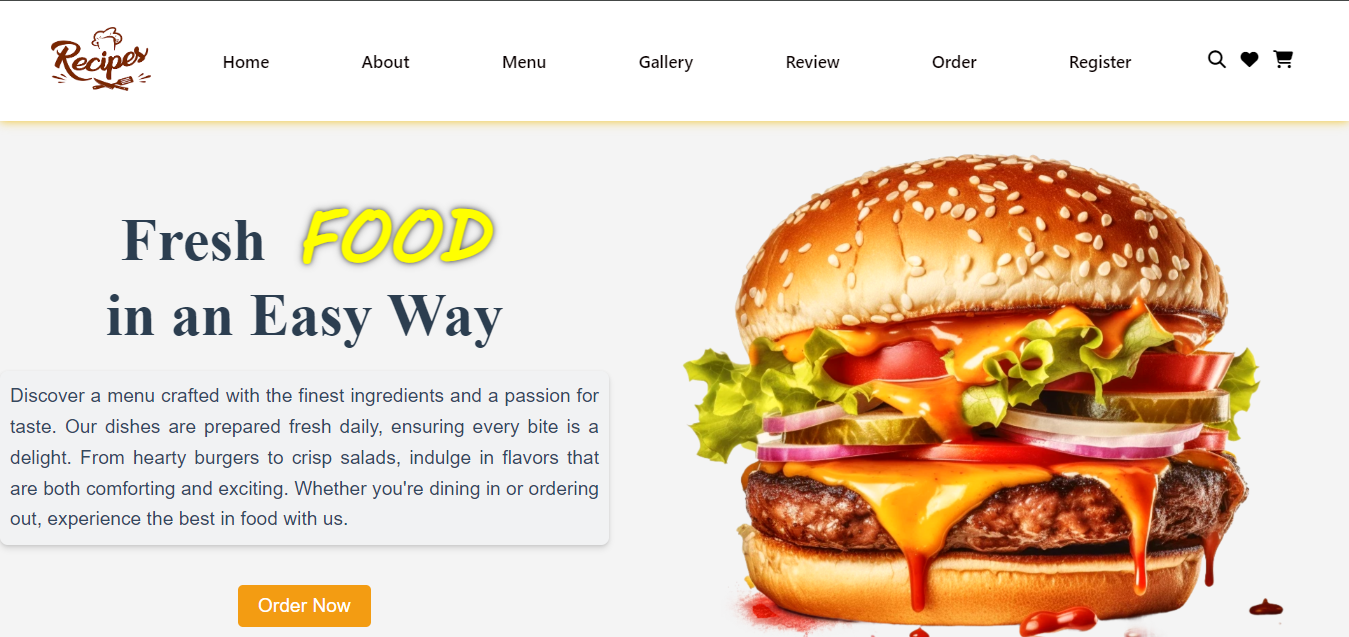 Recipes
Home About Menu Gallery Review Order Register
Fresh FOOD
in an Easy Way
Discover a menu crafted with the finest ingredients and a passion for
taste. Our dishes are prepared fresh daily, ensuring every bite is a
delight. From hearty burgers to crisp salads, indulge in flavors that
are both comforting and exciting. Whether you're dining in or ordering
out, experience the best in food with us.
Order Now